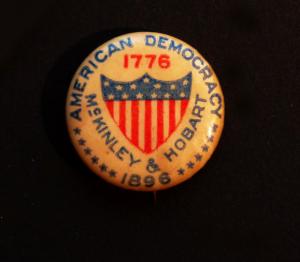 AMERICAN DEMOCRACY
1776
McKINLEY & HOBART
1896